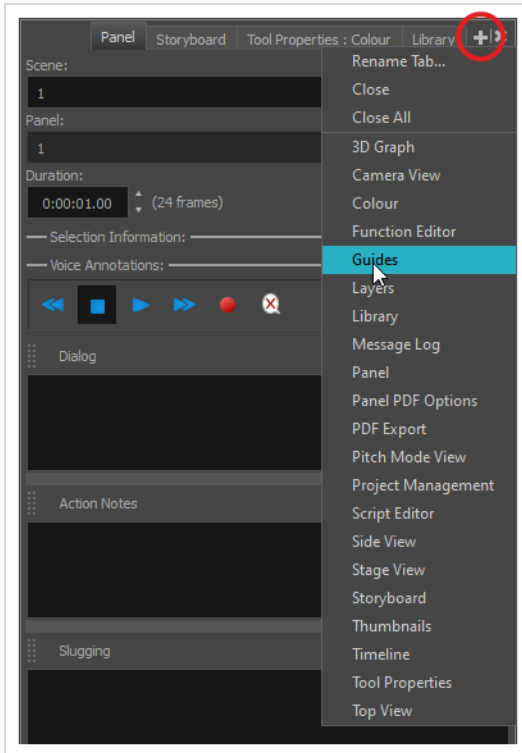 Panel Storyboard Tool Properties : Colour Library
Scene:
1
Panel:
1
Duration:
0:00:01.00 (24 frames)
Selection Information:
Voice Annotations:
Dialog
Action Notes
Slugging
Rename Tab...
Close
Close All
3D Graph
Camera View
Colour
Function Editor
Guides
Layers
Library
Message Log
Panel
Panel PDF Options
PDF Export
Pitch Mode View
Project Management
Script Editor
Side View
Stage View
Storyboard
Thumbnails
Timeline
Tool Properties
Top View